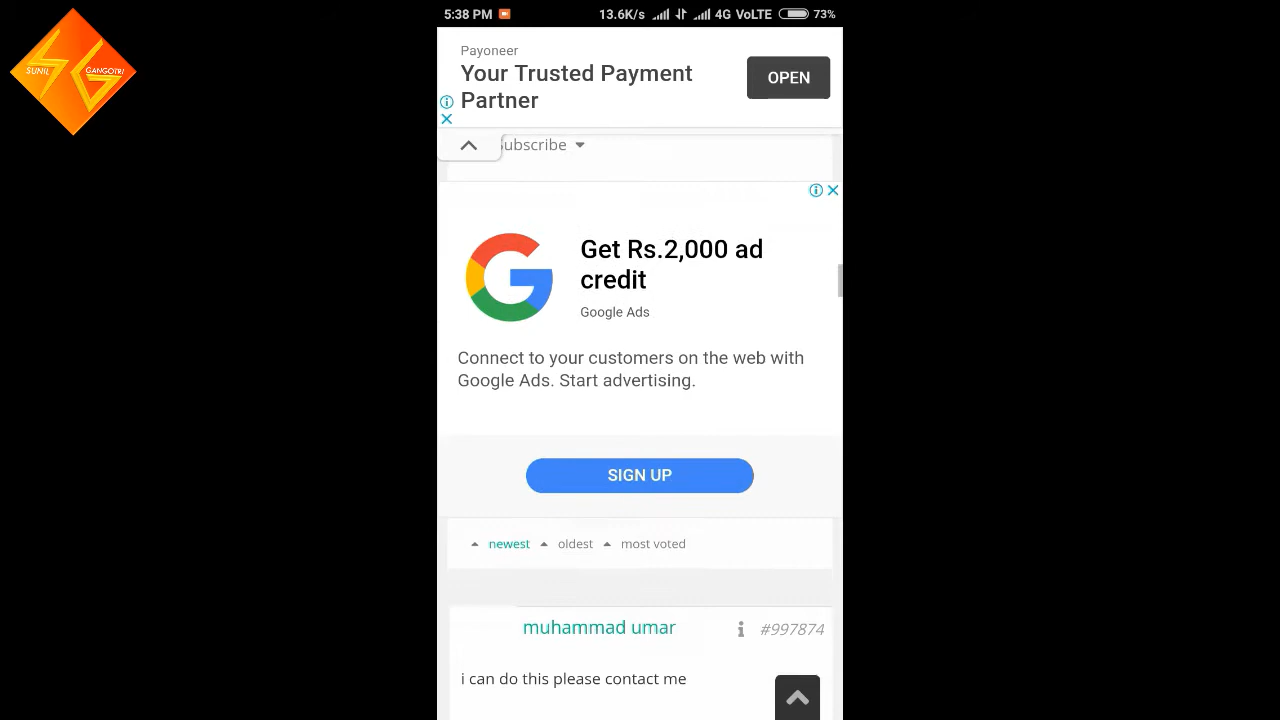 SUNIL
GANGOTRI
5:38 PM
13.6K/s
4G VoLTE
73%
Payoneer
Your Trusted Payment
Partner
OPEN
ubscribe
Get Rs.2,000 ad
credit
Google Ads
Connect to your customers on the web with
Google Ads. Start advertising.
SIGN UP
newest
oldest
most voted
muhammad umar
#997874
i can do this please contact me